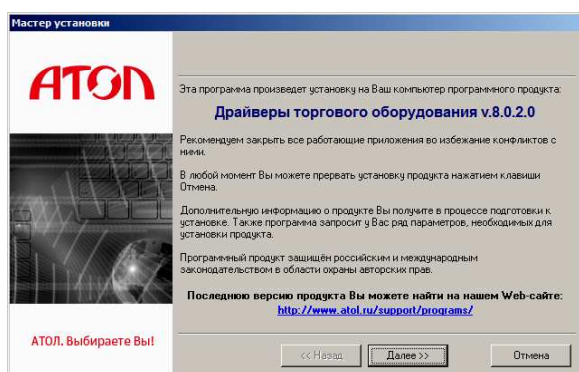 Мастер установки
АТОЛ
Эта программа произведет установку на Ваш компьютер программного продукта:
Драйверы торгового оборудования v.8.0.2.0
Рекомендуем закрыть все работающие приложения во избежание конфликтов с
ними.
В любой момент Вы можете прервать установку продукта нажатием клавиши
Отмена.
Дополнительную информацию о продукте Вы получите в процессе подготовки к
установке. Также программа запросит у Вас ряд параметров, необходимых для
установки продукта.
Программный продукт защищён российским и международным
законодательством в области охраны авторских прав.
Последнюю версию продукта Вы можете найти на нашем Web-сайте:
http://www.atol.ru/support/programs/
АТОЛ. Выбираете Вы!
<< Назад
Далее >>
Отмена